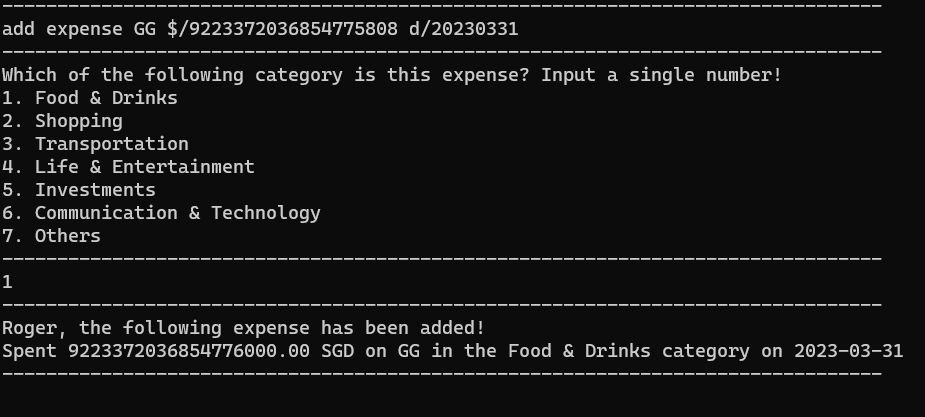 --------------------------------------------------------------------------------
add expense GG $/9223372036854775808 d/20230331
--------------------------------------------------------------------------------
Which of the following category is this expense? Input a single number!
1. Food & Drinks
2. Shopping
3. Transportation
4. Life & Entertainment
5. Investments
6. Communication & Technology
7. Others
--------------------------------------------------------------------------------
1
--------------------------------------------------------------------------------
Roger, the following expense has been added!
Spent 9223372036854776000.00 SGD on GG in the Food & Drinks category on 2023-03-31
--------------------------------------------------------------------------------